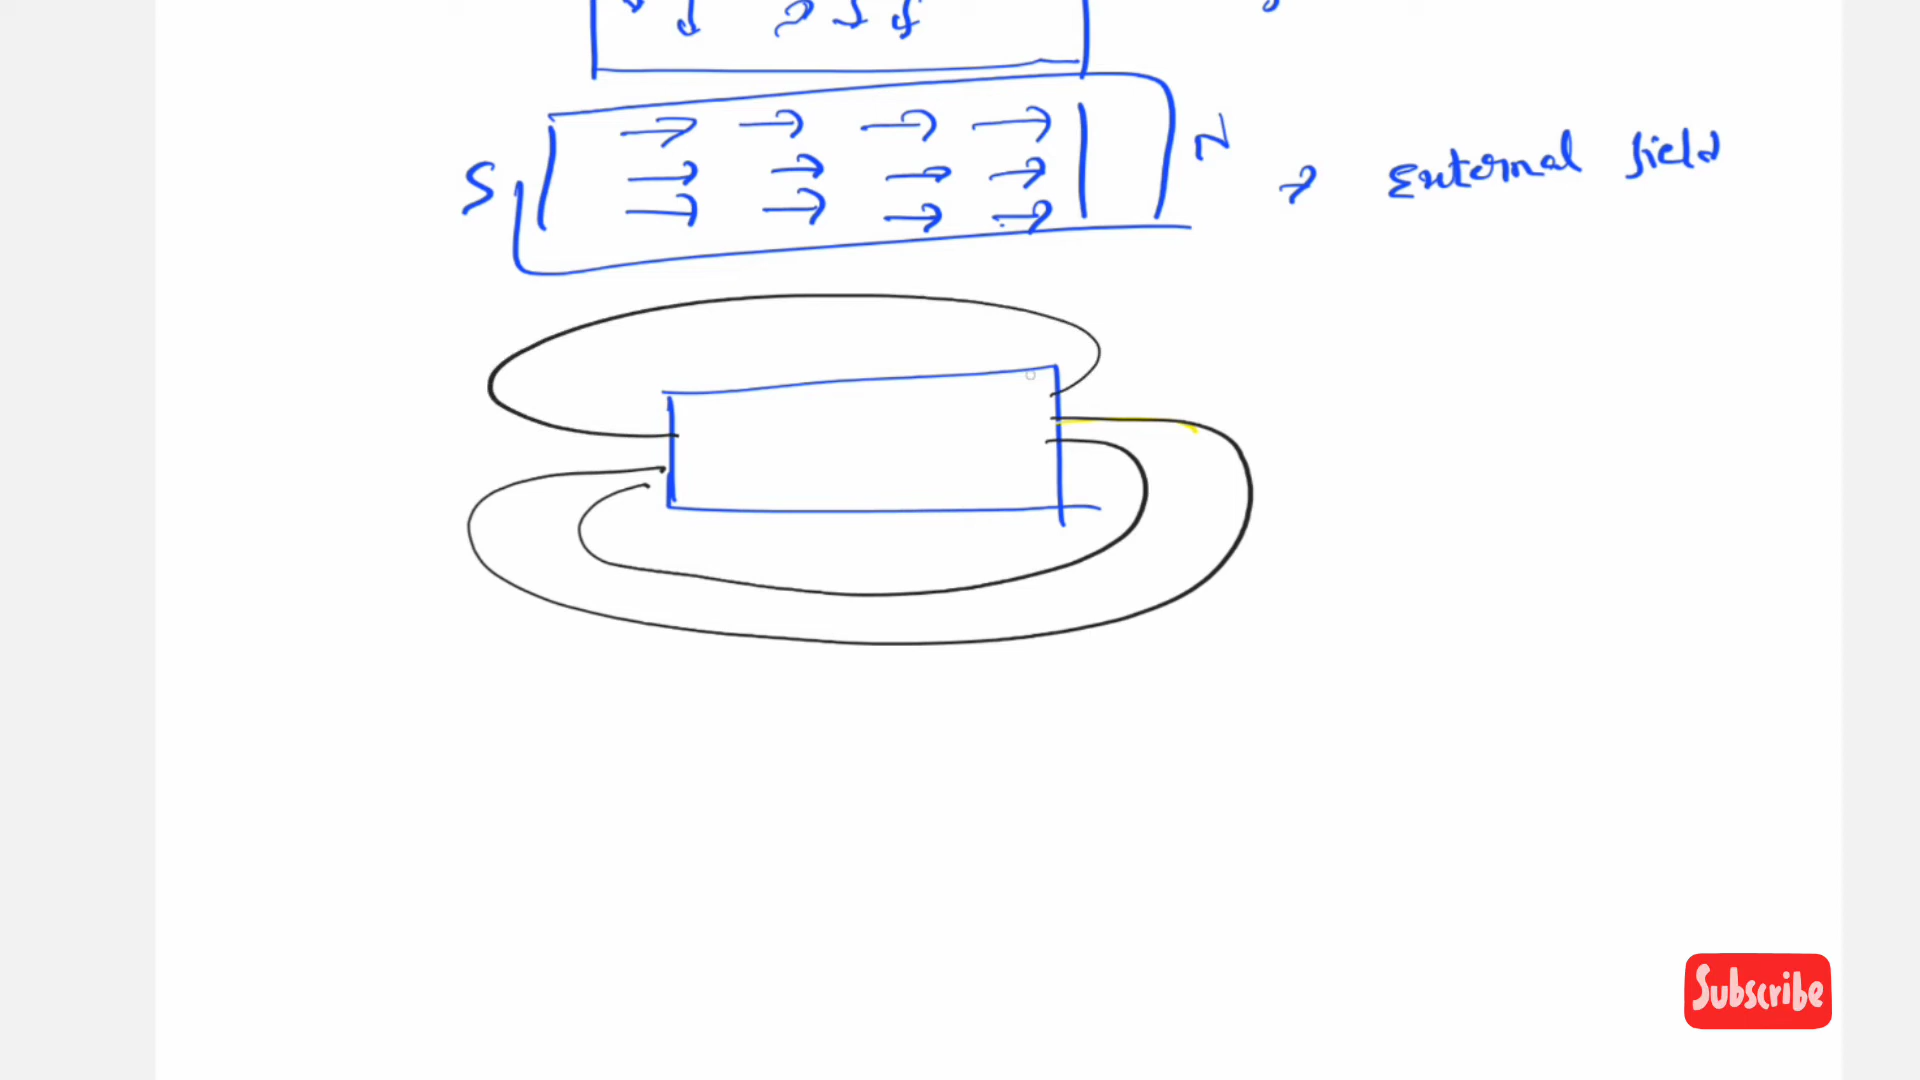 S
N
→ External field
Subscribe